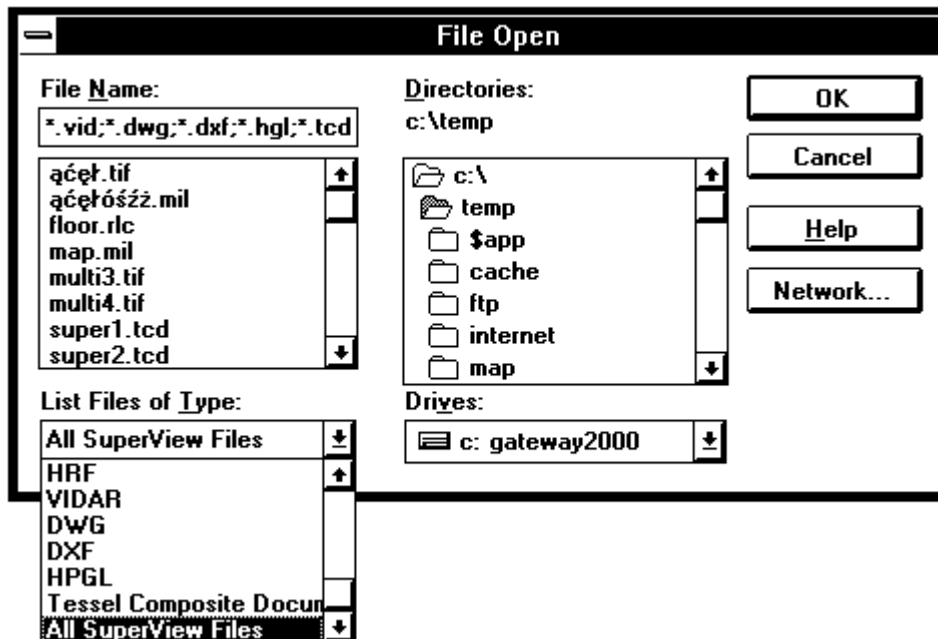 File Open
File Name:
*.vid;*.dwg;*.dxf;*.hgl;*.tcd
ąćęł.tif
ąćęłóśźż.mil
floor.rlc
map.mil
multi3.tif
multi4.tif
super1.tcd
super2.tcd
List Files of Type:
All SuperView Files
HRF
VIDAR
DWG
DXF
HPGL
Tessel Composite Docum
All SuperView Files
Directories:
c:\temp
c:\
temp
$app
cache
ftp
internet
map
Drives:
c: gateway2000
OK
Cancel
Help
Network...